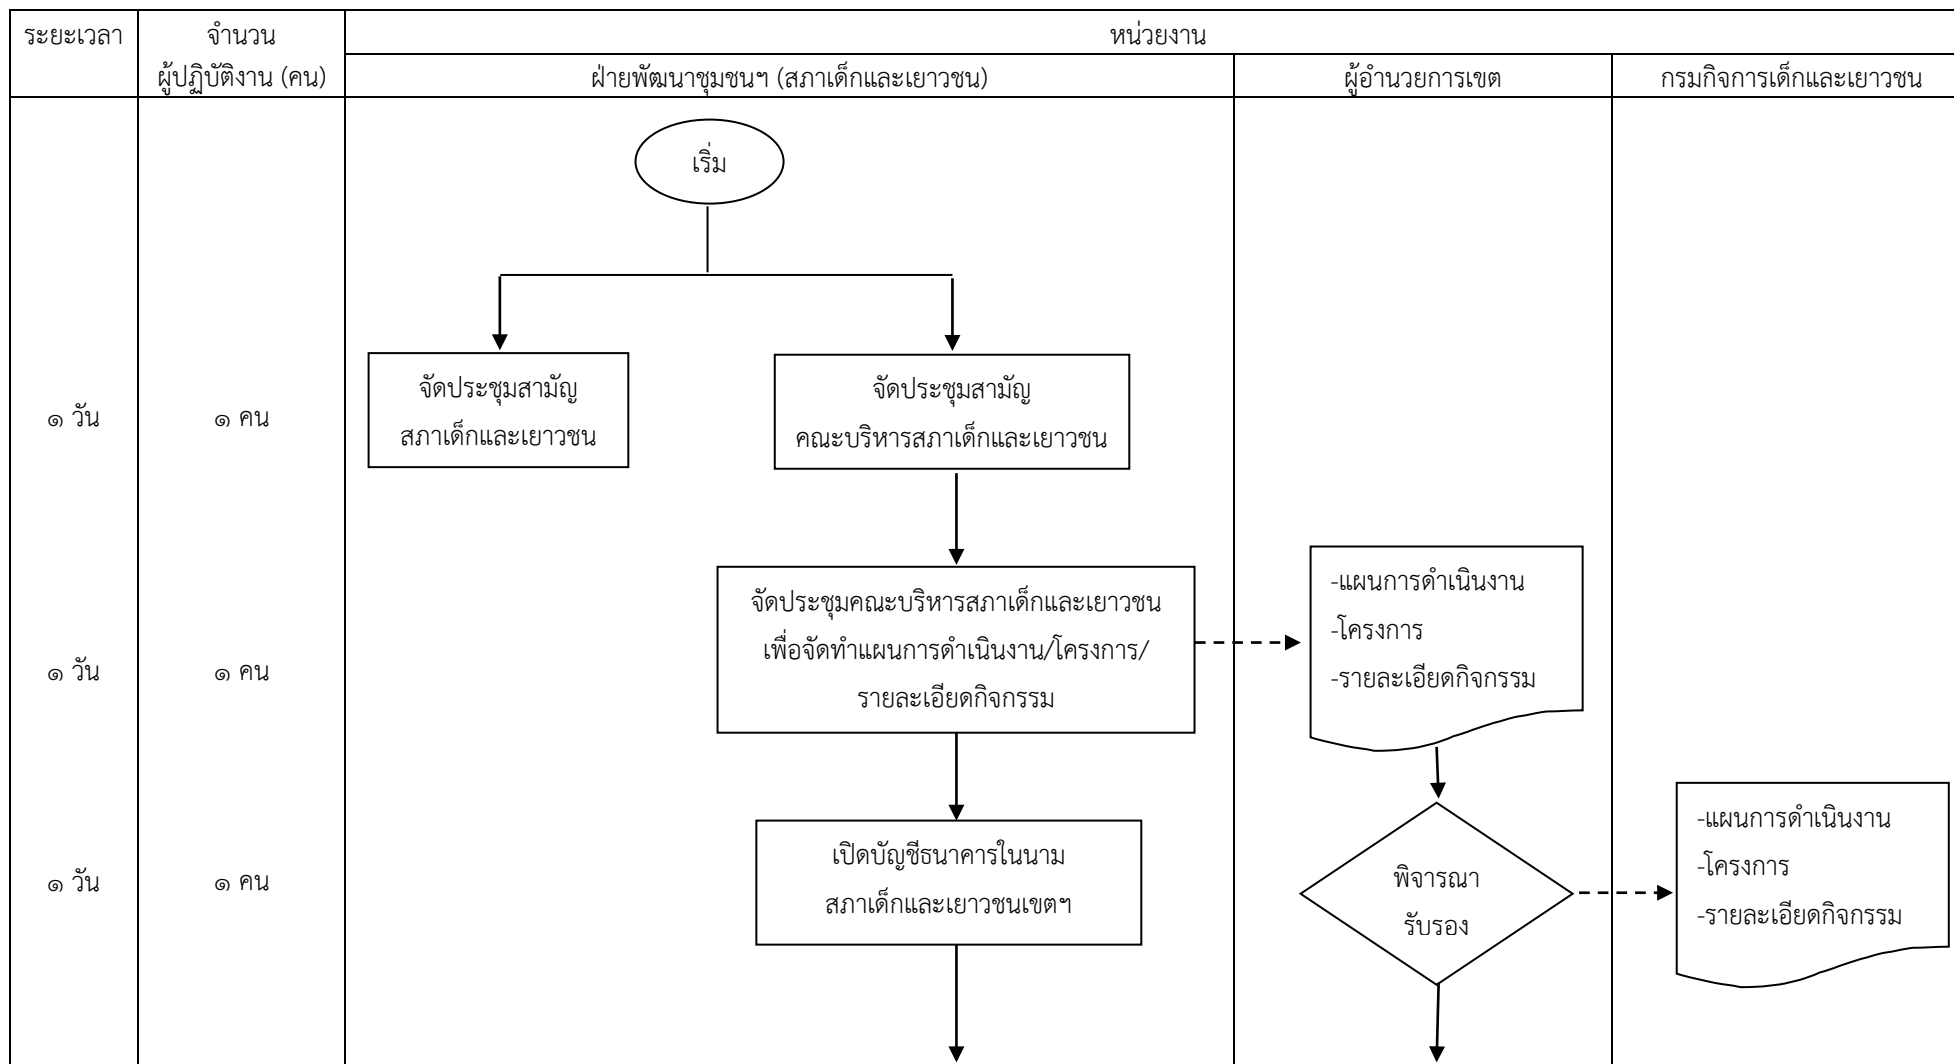 ระยะเวลา
จำนวน
ผู้ปฏิบัติงาน (คน)
หน่วยงาน
ฝ่ายพัฒนาชุมชนฯ (สภาเด็กและเยาวชน)
ผู้อำนวยการเขต
กรมกิจการเด็กและเยาวชน
เริ่ม
๑ วัน
๑ คน
จัดประชุมสามัญ
สภาเด็กและเยาวชน
จัดประชุมสามัญ
คณะบริหารสภาเด็กและเยาวชน
๑ วัน
๑ คน
จัดประชุมคณะบริหารสภาเด็กและเยาวชน
เพื่อจัดทำแผนการดำเนินงาน/โครงการ/
รายละเอียดกิจกรรม
-แผนการดำเนินงาน
-โครงการ
-รายละเอียดกิจกรรม
๑ วัน
๑ คน
เปิดบัญชีธนาคารในนาม
สภาเด็กและเยาวชนเขตฯ
พิจารณา
รับรอง
-แผนการดำเนินงาน
-โครงการ
-รายละเอียดกิจกรรม